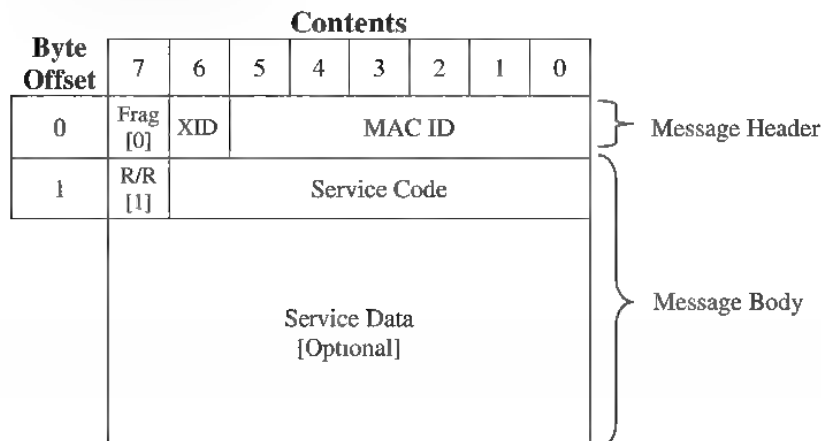 Contents
Byte
Offset
7 6 5 4 3 2 1 0
0 Frag
[0] XID MAC ID Message Header
1 R/R
[1] Service Code
Message Body
Service Data
[Optional]